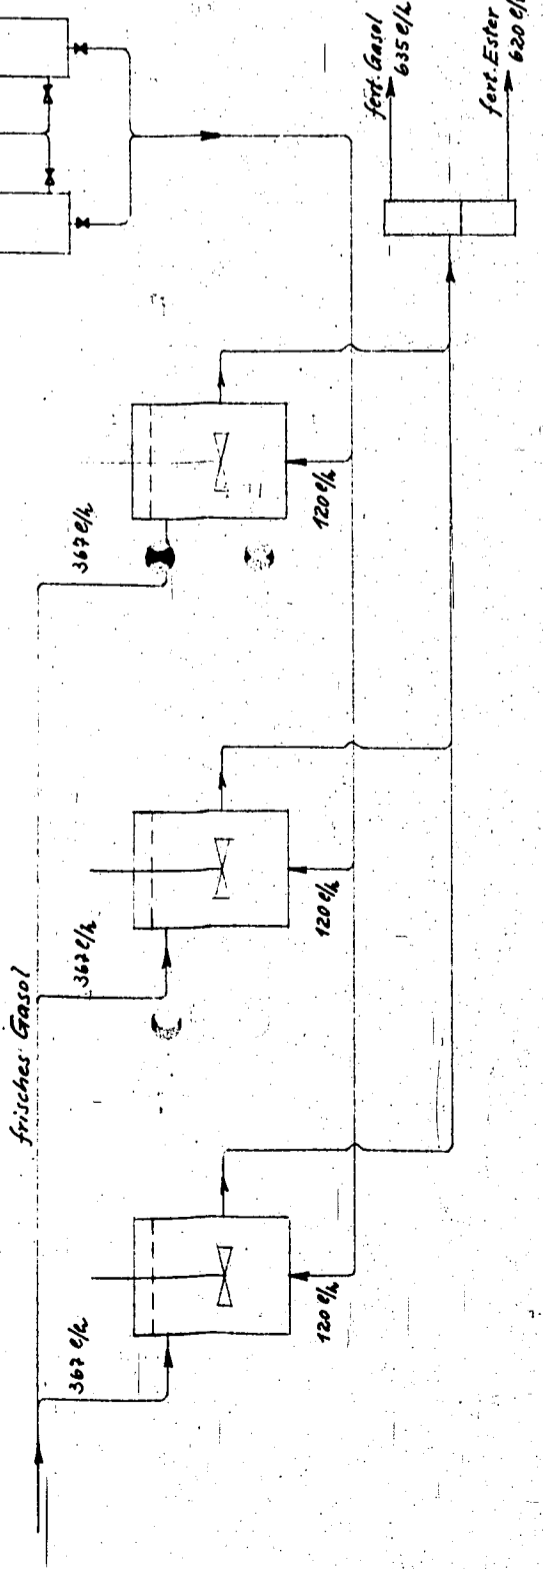 fert. Gasol
635 l/h
fert. Ester
620 l/h
367 l/h
120 l/h
frisches Gasol
367 l/h
120 l/h
367 l/h
120 l/h